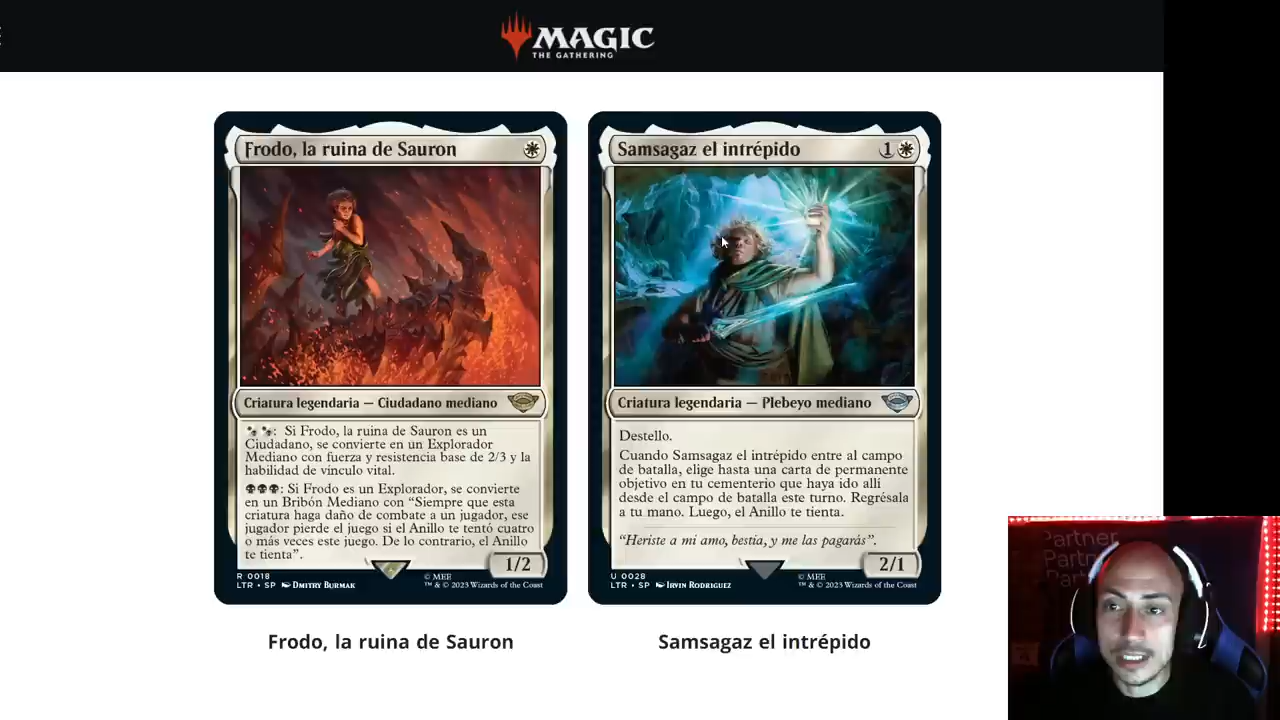 MAGIC
THE GATHERING
Frodo, la ruina de Sauron
Criatura legendaria — Ciudadano mediano
: Si Frodo, la ruina de Sauron es un
Ciudadano, se convierte en un Explorador
Mediano con fuerza y resistencia base de 2/3 y la
habilidad de vínculo vital.
: Si Frodo es un Explorador, se convierte
en un Bribón Mediano con “Siempre que esta
criatura haga daño de combate a un jugador, ese
jugador pierde el juego si el Anillo te tentó cuatro
o más veces este juego. De lo contrario, el Anillo
te tienta”.
1/2
R 0018
LTR • SP DMITRY BURMAK
© MEE
™ & © 2023 Wizards of the Coast
Samsagaz el intrépido 1
Criatura legendaria — Plebeyo mediano
Destello.
Cuando Samsagaz el intrépido entre al campo
de batalla, elige hasta una carta de permanente
objetivo en tu cementerio que haya ido allí
desde el campo de batalla este turno. Regrésala
a tu mano. Luego, el Anillo te tienta.
“Heriste a mi amo, bestia, y me las pagarás”.
2/1
U 0028
LTR • SP IRVIN RODRIGUEZ
© MEE
™ & © 2023 Wizards of the Coast
Frodo, la ruina de Sauron
Samsagaz el intrépido
Partner
Partner